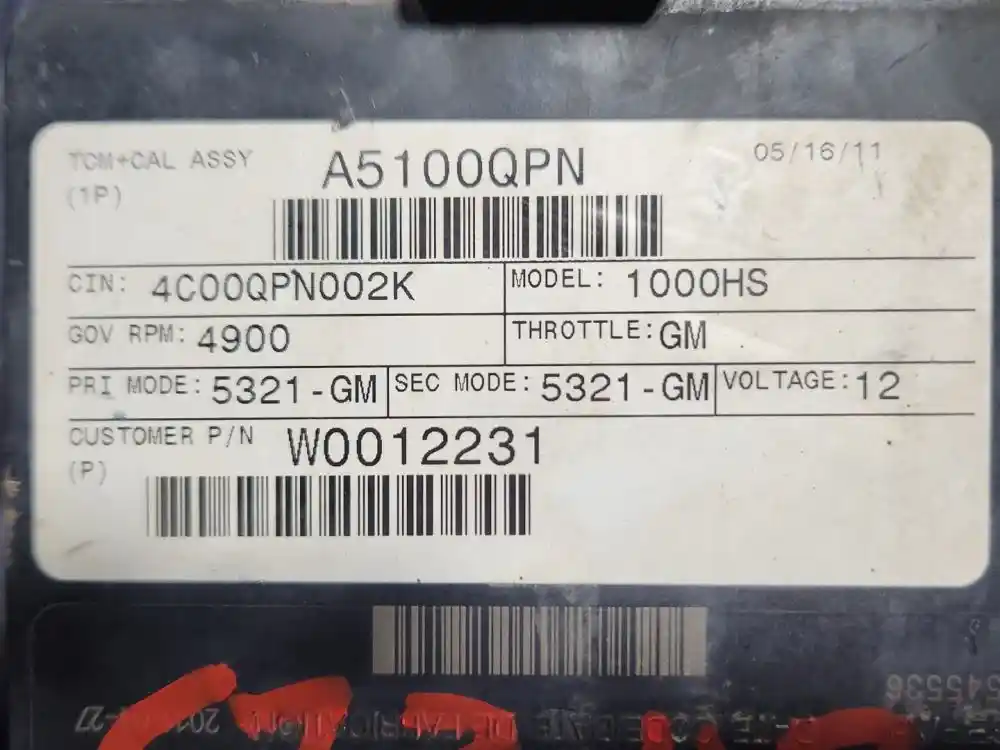 TCM+CAL ASSY A5100QPN 05/16/11
(1P)
CIN: 4C00QPN002K MODEL: 1000HS
GOV RPM: 4900 THROTTLE: GM
PRI MODE: 5321-GM SEC MODE: 5321-GM VOLTAGE: 12
CUSTOMER P/N W0012231
(P)
545536